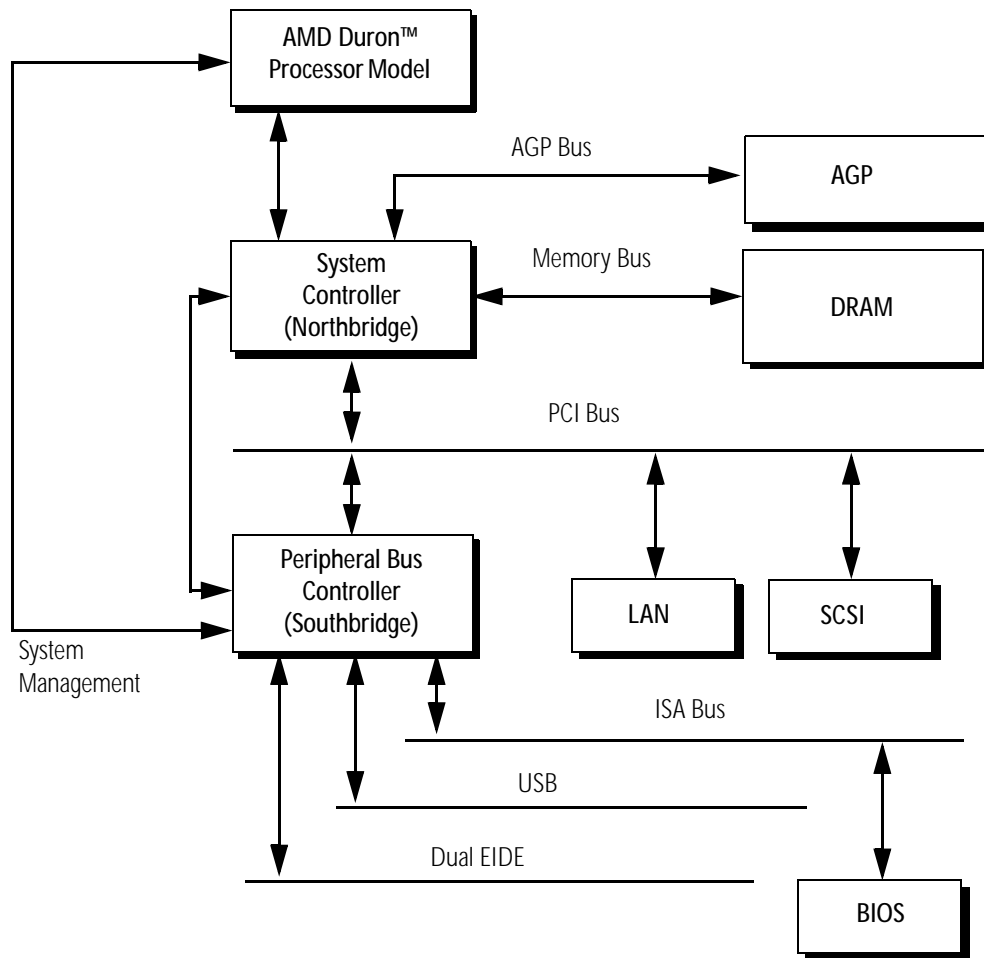 AMD Duron™
Processor Model
AGP Bus
AGP
System
Controller
(Northbridge)
Memory Bus
DRAM
PCI Bus
Peripheral Bus
Controller
(Southbridge)
LAN
SCSI
System
Management
ISA Bus
USB
Dual EIDE
BIOS